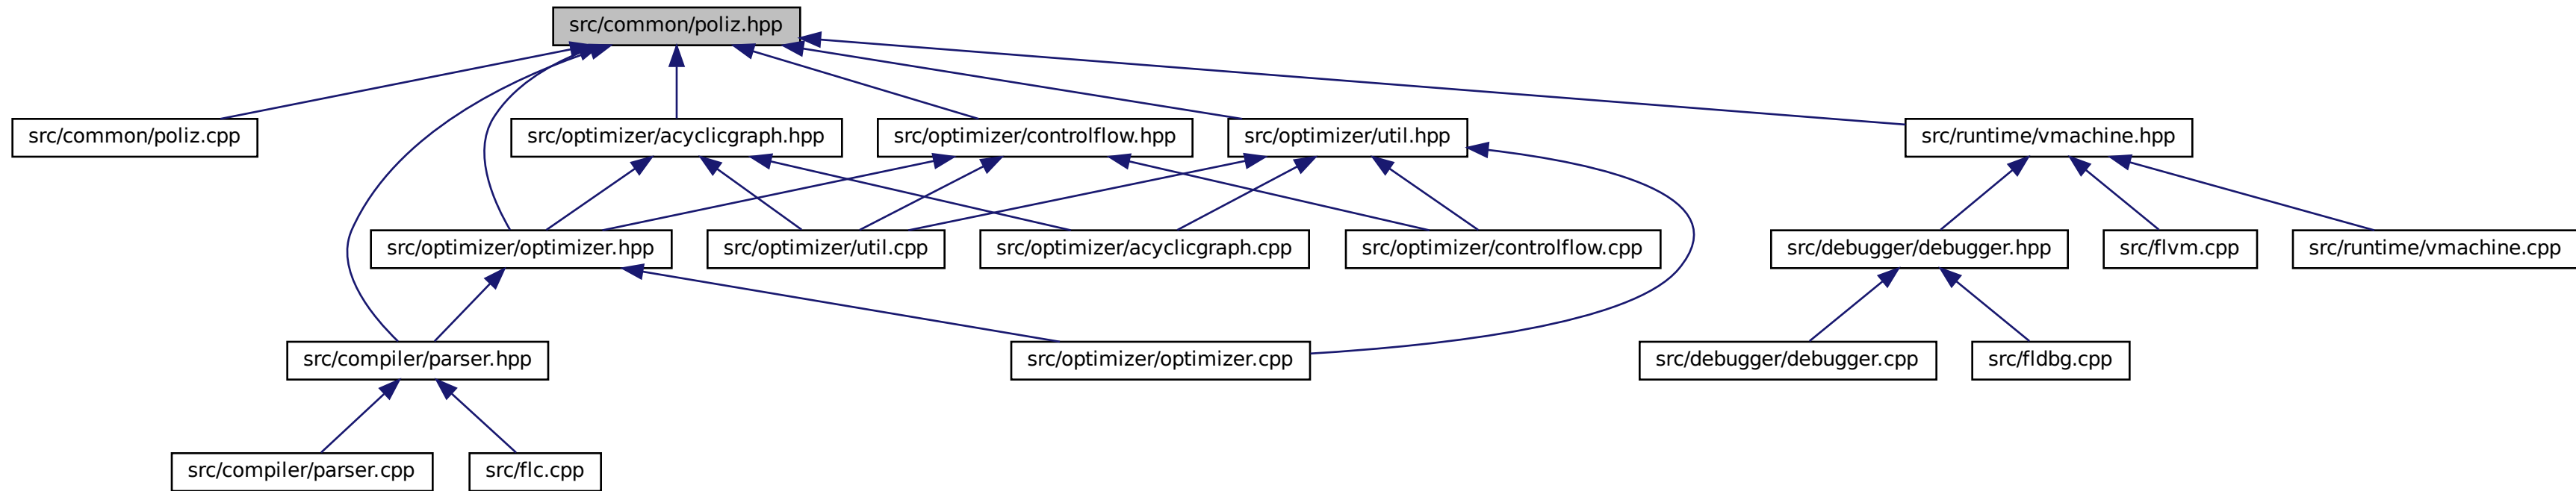 src/common/poliz.hpp
src/common/poliz.cpp
src/optimizer/acyclicgraph.hpp
src/optimizer/controlflow.hpp
src/optimizer/util.hpp
src/runtime/vmachine.hpp
src/optimizer/optimizer.hpp
src/optimizer/util.cpp
src/optimizer/acyclicgraph.cpp
src/optimizer/controlflow.cpp
src/debugger/debugger.hpp
src/flvm.cpp
src/runtime/vmachine.cpp
src/compiler/parser.hpp
src/optimizer/optimizer.cpp
src/debugger/debugger.cpp
src/fldbg.cpp
src/compiler/parser.cpp
src/flc.cpp